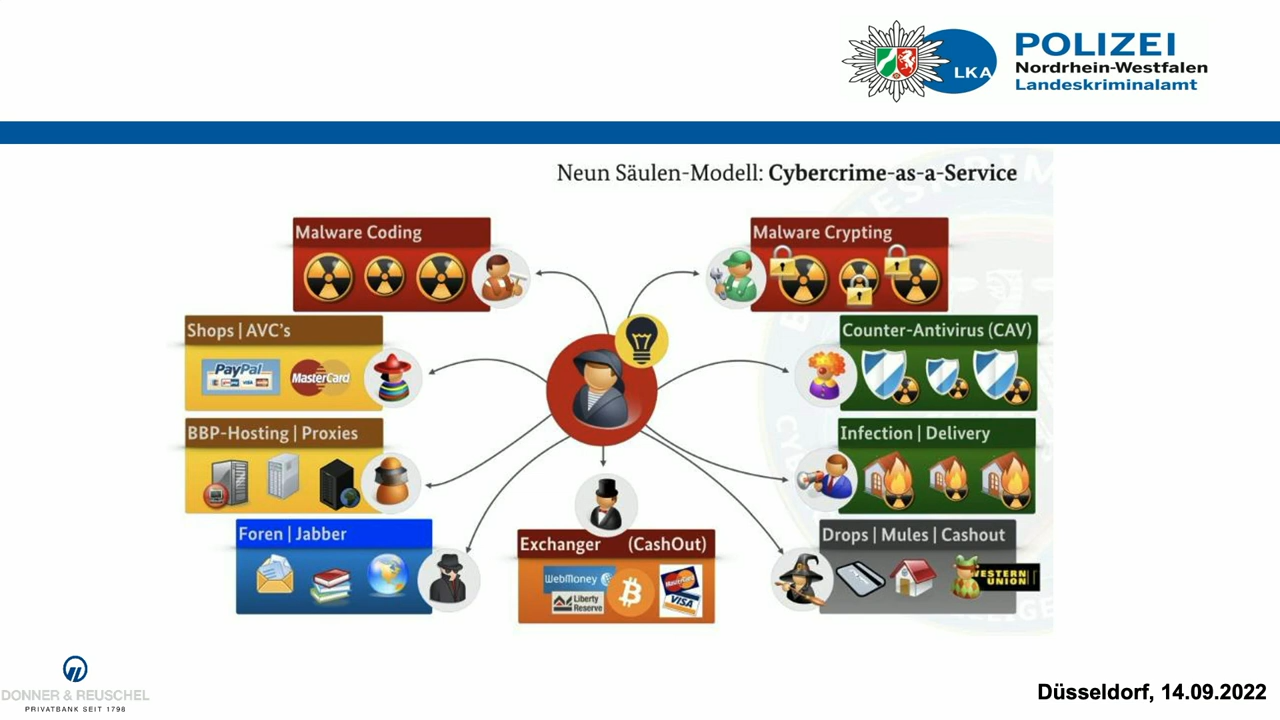 LKA
POLIZEI
Nordrhein-Westfalen
Landeskriminalamt
Neun Säulen-Modell: Cybercrime-as-a-Service
Malware Coding
Malware Crypting
Shops | AVC's
PayPal
MasterCard
Counter-Antivirus (CAV)
BBP-Hosting | Proxies
Infection | Delivery
Foren | Jabber
Exchanger (CashOut)
WebMoney
Liberty
Reserve
MasterCard
VISA
Drops | Mules | Cashout
WESTERN
UNION
DONNER & REUSCHEL
PRIVATBANK SEIT 1798
Düsseldorf, 14.09.2022